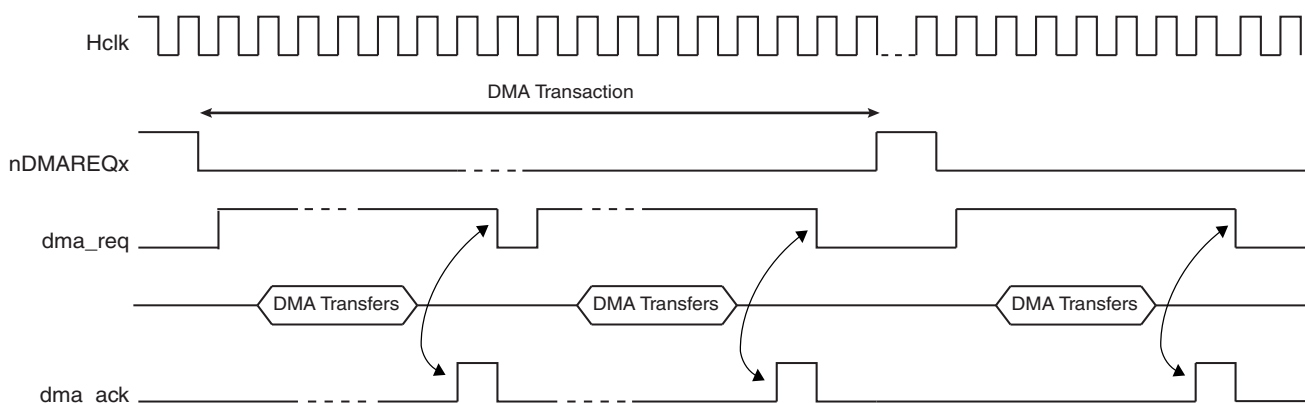 Hclk
DMA Transaction
nDMAREQx
dma_req
DMA Transfers DMA Transfers DMA Transfers
dma_ack